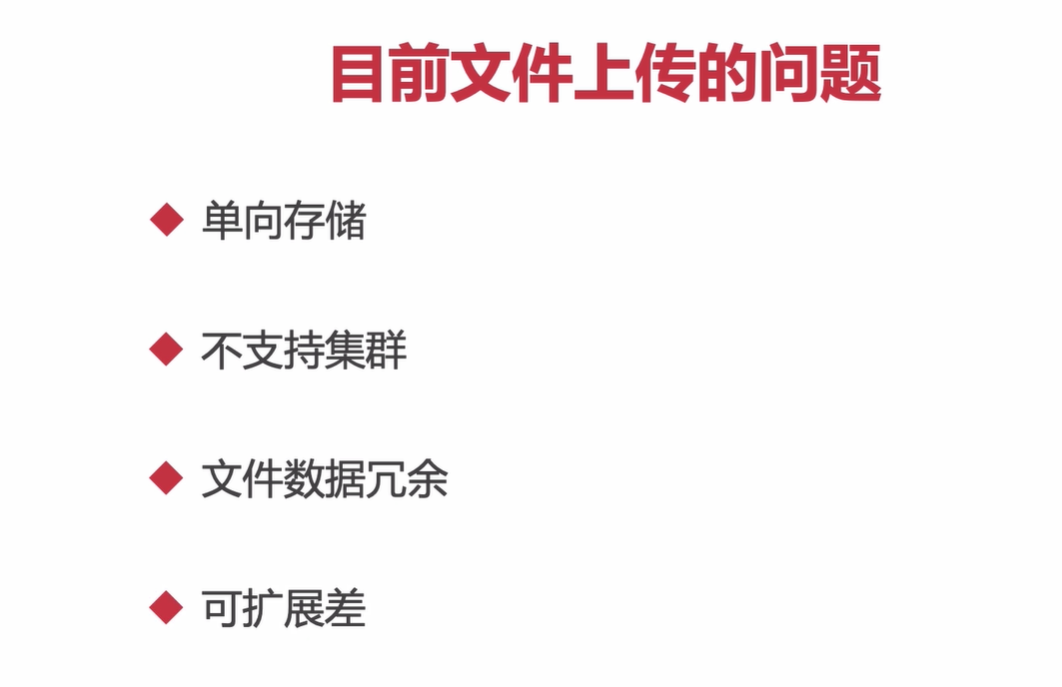 目前文件上传的问题
单向存储
不支持集群
文件数据冗余
可扩展差